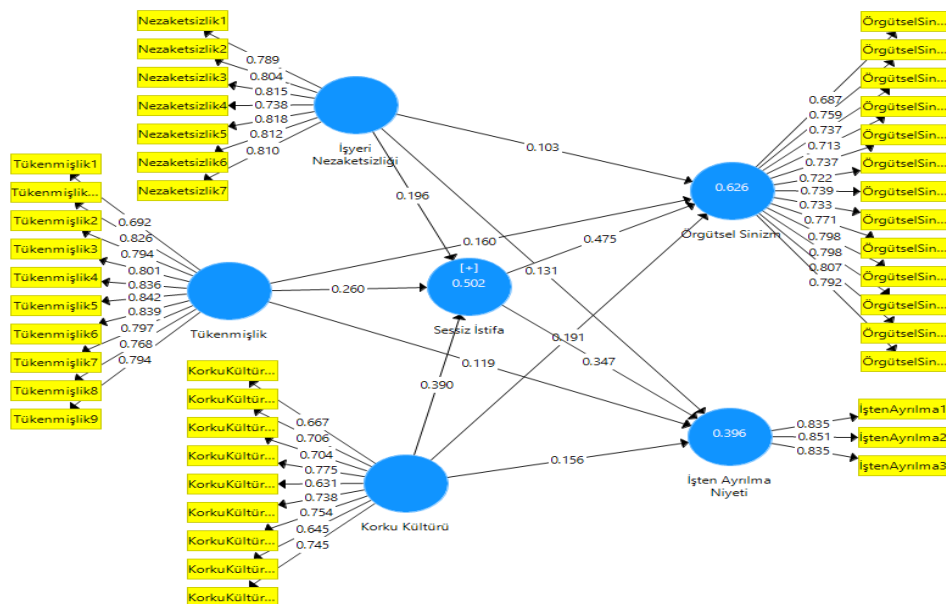 Nezaketsizlik1
Nezaketsizlik2
Nezaketsizlik3
Nezaketsizlik4
Nezaketsizlik5
Nezaketsizlik6
Nezaketsizlik7
0.789
0.804
0.815
0.738
0.818
0.812
0.810
İşyeri
Nezaketsizliği
Tükenmişlik1
Tükenmişlik...
Tükenmişlik2
Tükenmişlik3
Tükenmişlik4
Tükenmişlik5
Tükenmişlik6
Tükenmişlik7
Tükenmişlik8
Tükenmişlik9
0.692
0.826
0.794
0.801
0.836
0.842
0.839
0.797
0.768
0.794
Tükenmişlik
KorkuKültür...
KorkuKültür...
KorkuKültür...
KorkuKültür...
KorkuKültür...
KorkuKültür...
KorkuKültür...
KorkuKültür...
KorkuKültür...
0.667
0.706
0.704
0.775
0.631
0.738
0.754
0.645
0.745
Korku Kültürü
0.103
0.196
0.131
0.160
0.260
0.119
0.390
0.191
0.156
[+]
0.502
Sessiz İstifa
0.475
0.347
0.626
Örgütsel Sinizm
0.687
0.759
0.737
0.713
0.737
0.722
0.739
0.733
0.771
0.798
0.798
0.807
0.792
ÖrgütselSin...
ÖrgütselSin...
ÖrgütselSin...
ÖrgütselSin...
ÖrgütselSin...
ÖrgütselSin...
ÖrgütselSin...
ÖrgütselSin...
ÖrgütselSin...
ÖrgütselSin...
ÖrgütselSin...
ÖrgütselSin...
ÖrgütselSin...
0.396
İşten Ayrılma
Niyeti
0.835
0.851
0.835
İştenAyrılma1
İştenAyrılma2
İştenAyrılma3